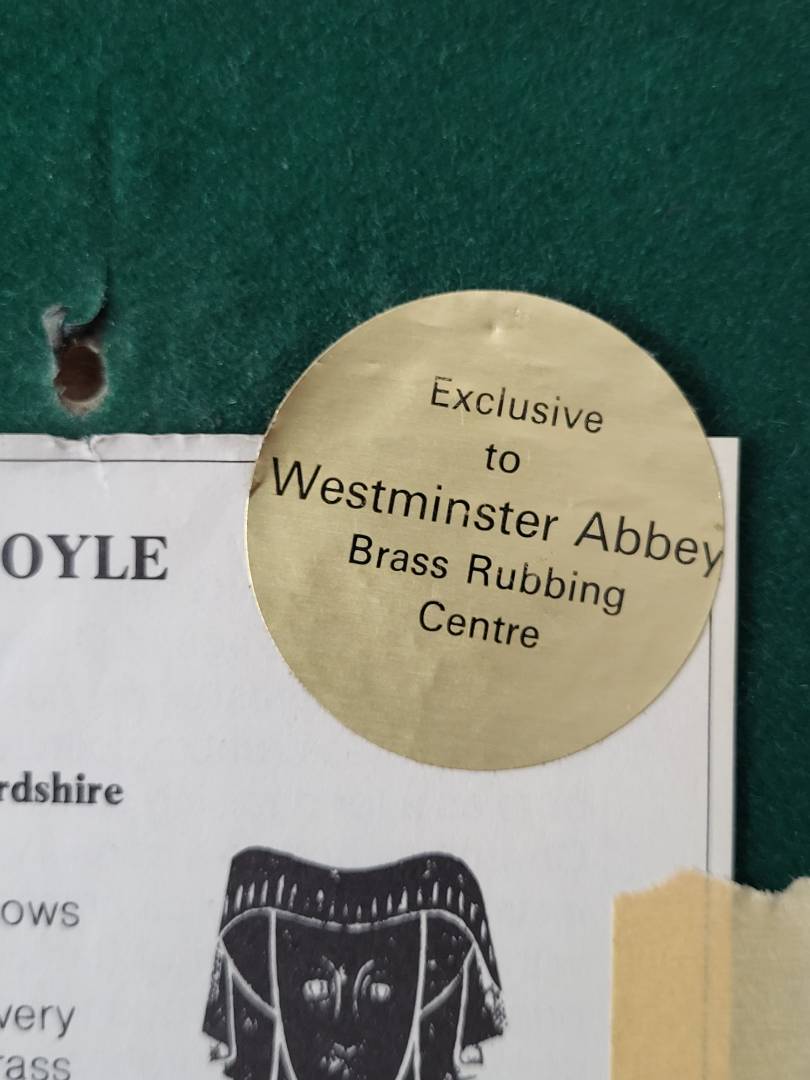 Exclusive
to
Westminster Abbey
Brass Rubbing
Centre
OYLE
rdshire
ows
very
rass